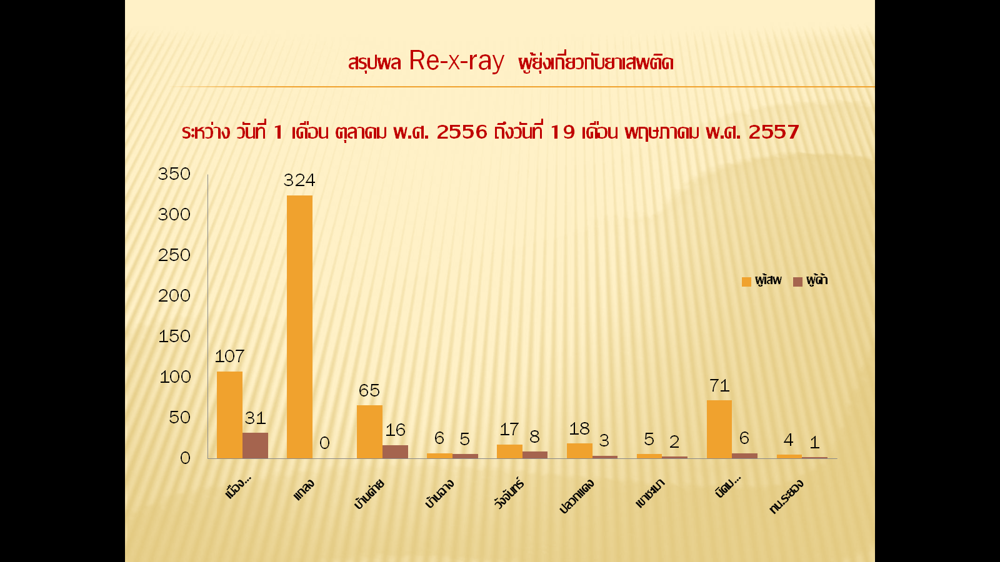 สรุปผล Re-x-ray ผู้ยุ่งเกี่ยวกับยาเสพติด
ระหว่าง วันที่ 1 เดือน ตุลาคม พ.ศ. 2556 ถึงวันที่ 19 เดือน พฤษภาคม พ.ศ. 2557
350
300
250
200
150
100
50
0
107
31
324
0
65
16
6
5
17
8
18
3
5
2
71
6
4
1
ผู้เสพ
ผู้ค้า
เมือง...
แกลง
บ้านค่าย
บ้านฉาง
วังจันทร์
ปลวกแดง
เขาชะเมา
นิคม...
ทน.ระยอง